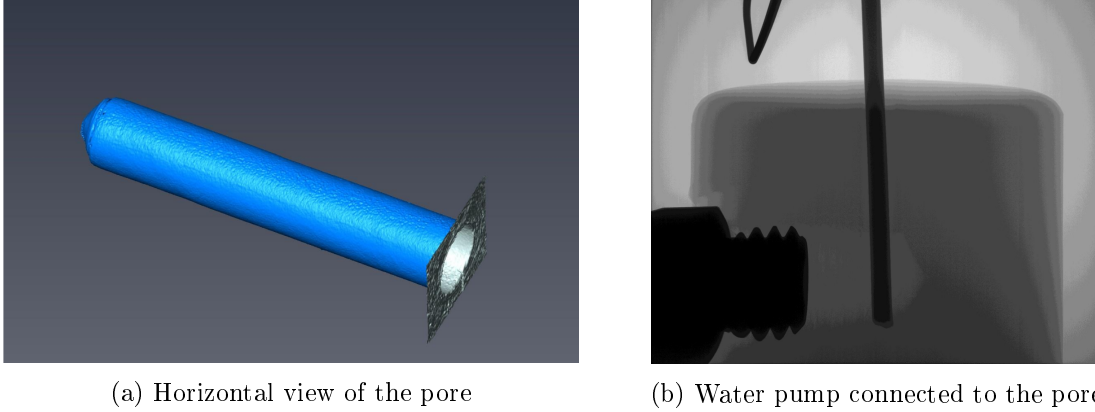 (a) Horizontal view of the pore
(b) Water pump connected to the pore